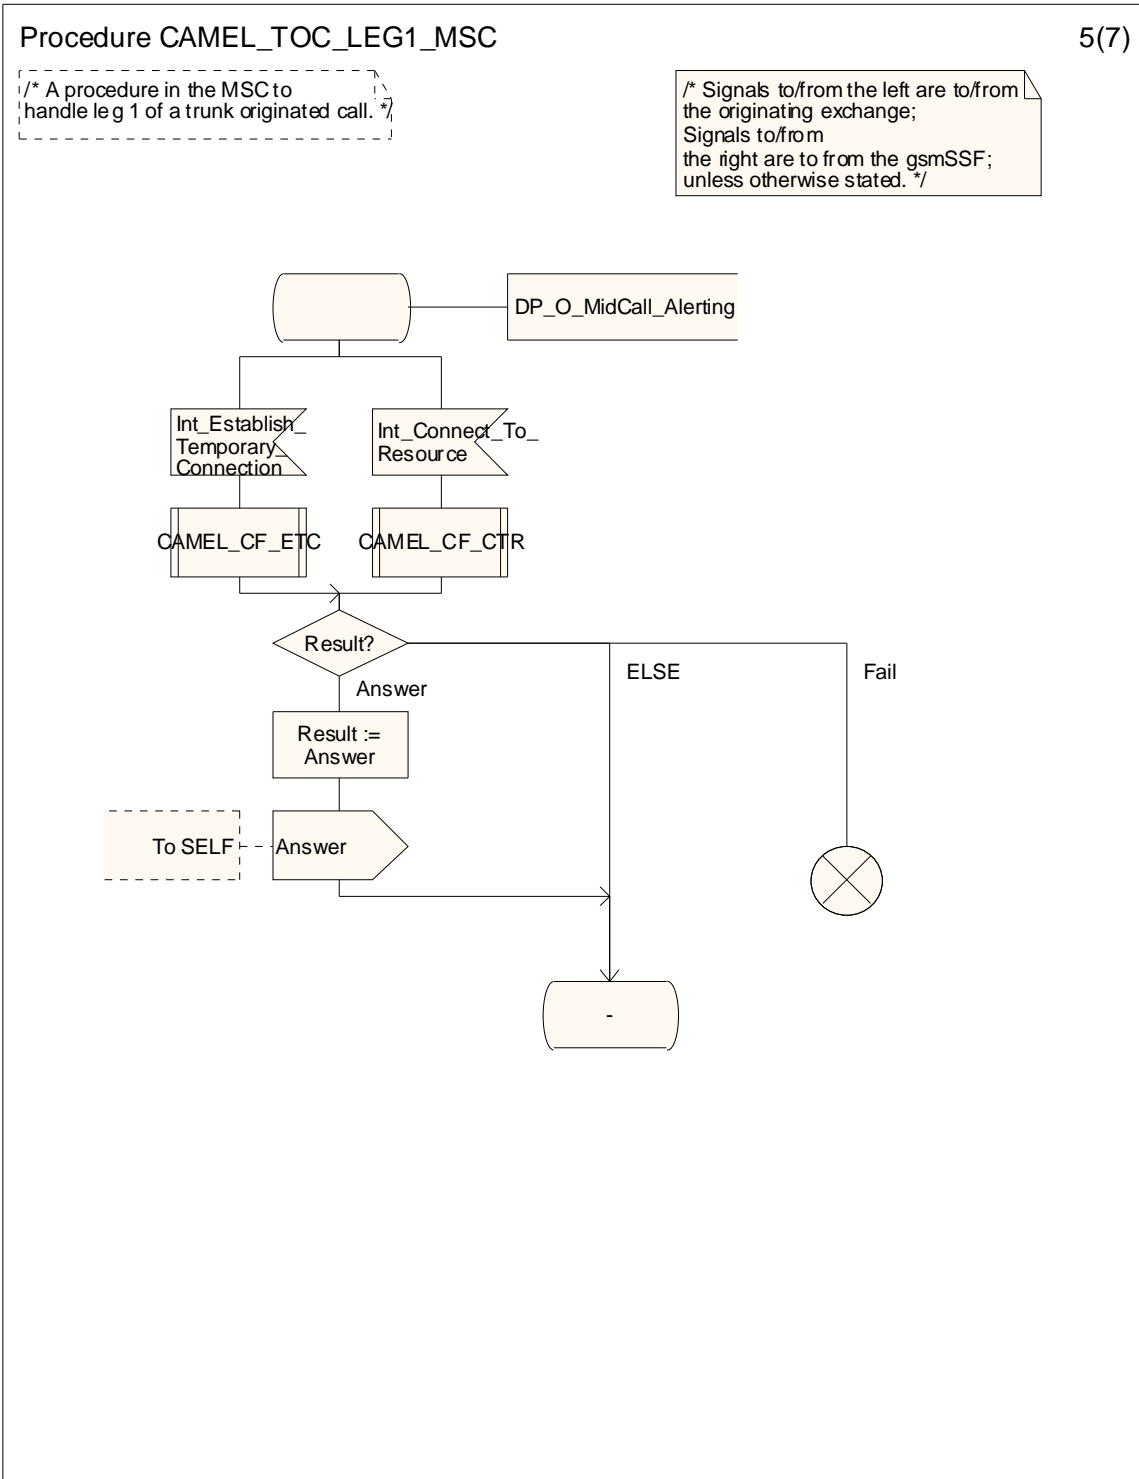 Procedure CAMEL_TOC_LEG1_MSC
5(7)
/* A procedure in the MSC to
handle leg 1 of a trunk originated call. */
/* Signals to/from the left are to/from
the originating exchange;
Signals to/from
the right are to from the gsmSSF;
unless otherwise stated. */
DP_O_MidCall_Alerting
Int_Establish_
Temporary_
Connection
Int_Connect_To_
Resource
CAMEL_CF_ETC
CAMEL_CF_CTR
Result?
ELSE
Fail
Answer
Result :=
Answer
To SELF
Answer
-